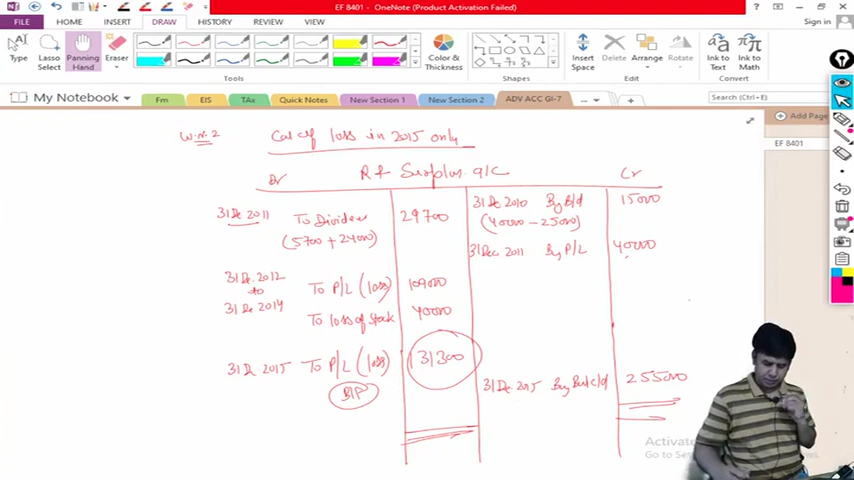 EF 8401 - OneNote (Product Activation Failed)
FILE HOME INSERT DRAW HISTORY REVIEW VIEW
Sign in
Type Lasso Select Panning Hand Eraser Color & Thickness Insert Space Delete Arrange Rotate Ink to Text Ink to Math
Tools Shapes Edit Convert
My Notebook Fm EIS TAx Quick Notes New Section 1 New Section 2 ADV ACC GI-7 ... Search (Ctrl+E)
Add Page
EF 8401
W.N.2 Cal of loss in 2015 only
Dr R & Surplus a/c Cr
31 Dec 2010 By B/d 15000
(40000 - 25000)
31 Dec 2011 To Dividen 29700
(5700 + 24000)
31 Dec 2011 By P/L 40000
31 Dec 2012
to
31 Dec 2014
To P/L (loss) 109000
To loss of Stock 40000
31 Dec 2015 To P/L (loss) 131300
B/P
31 Dec 2015 By Bal c/d 255000
Activa
Go to Se